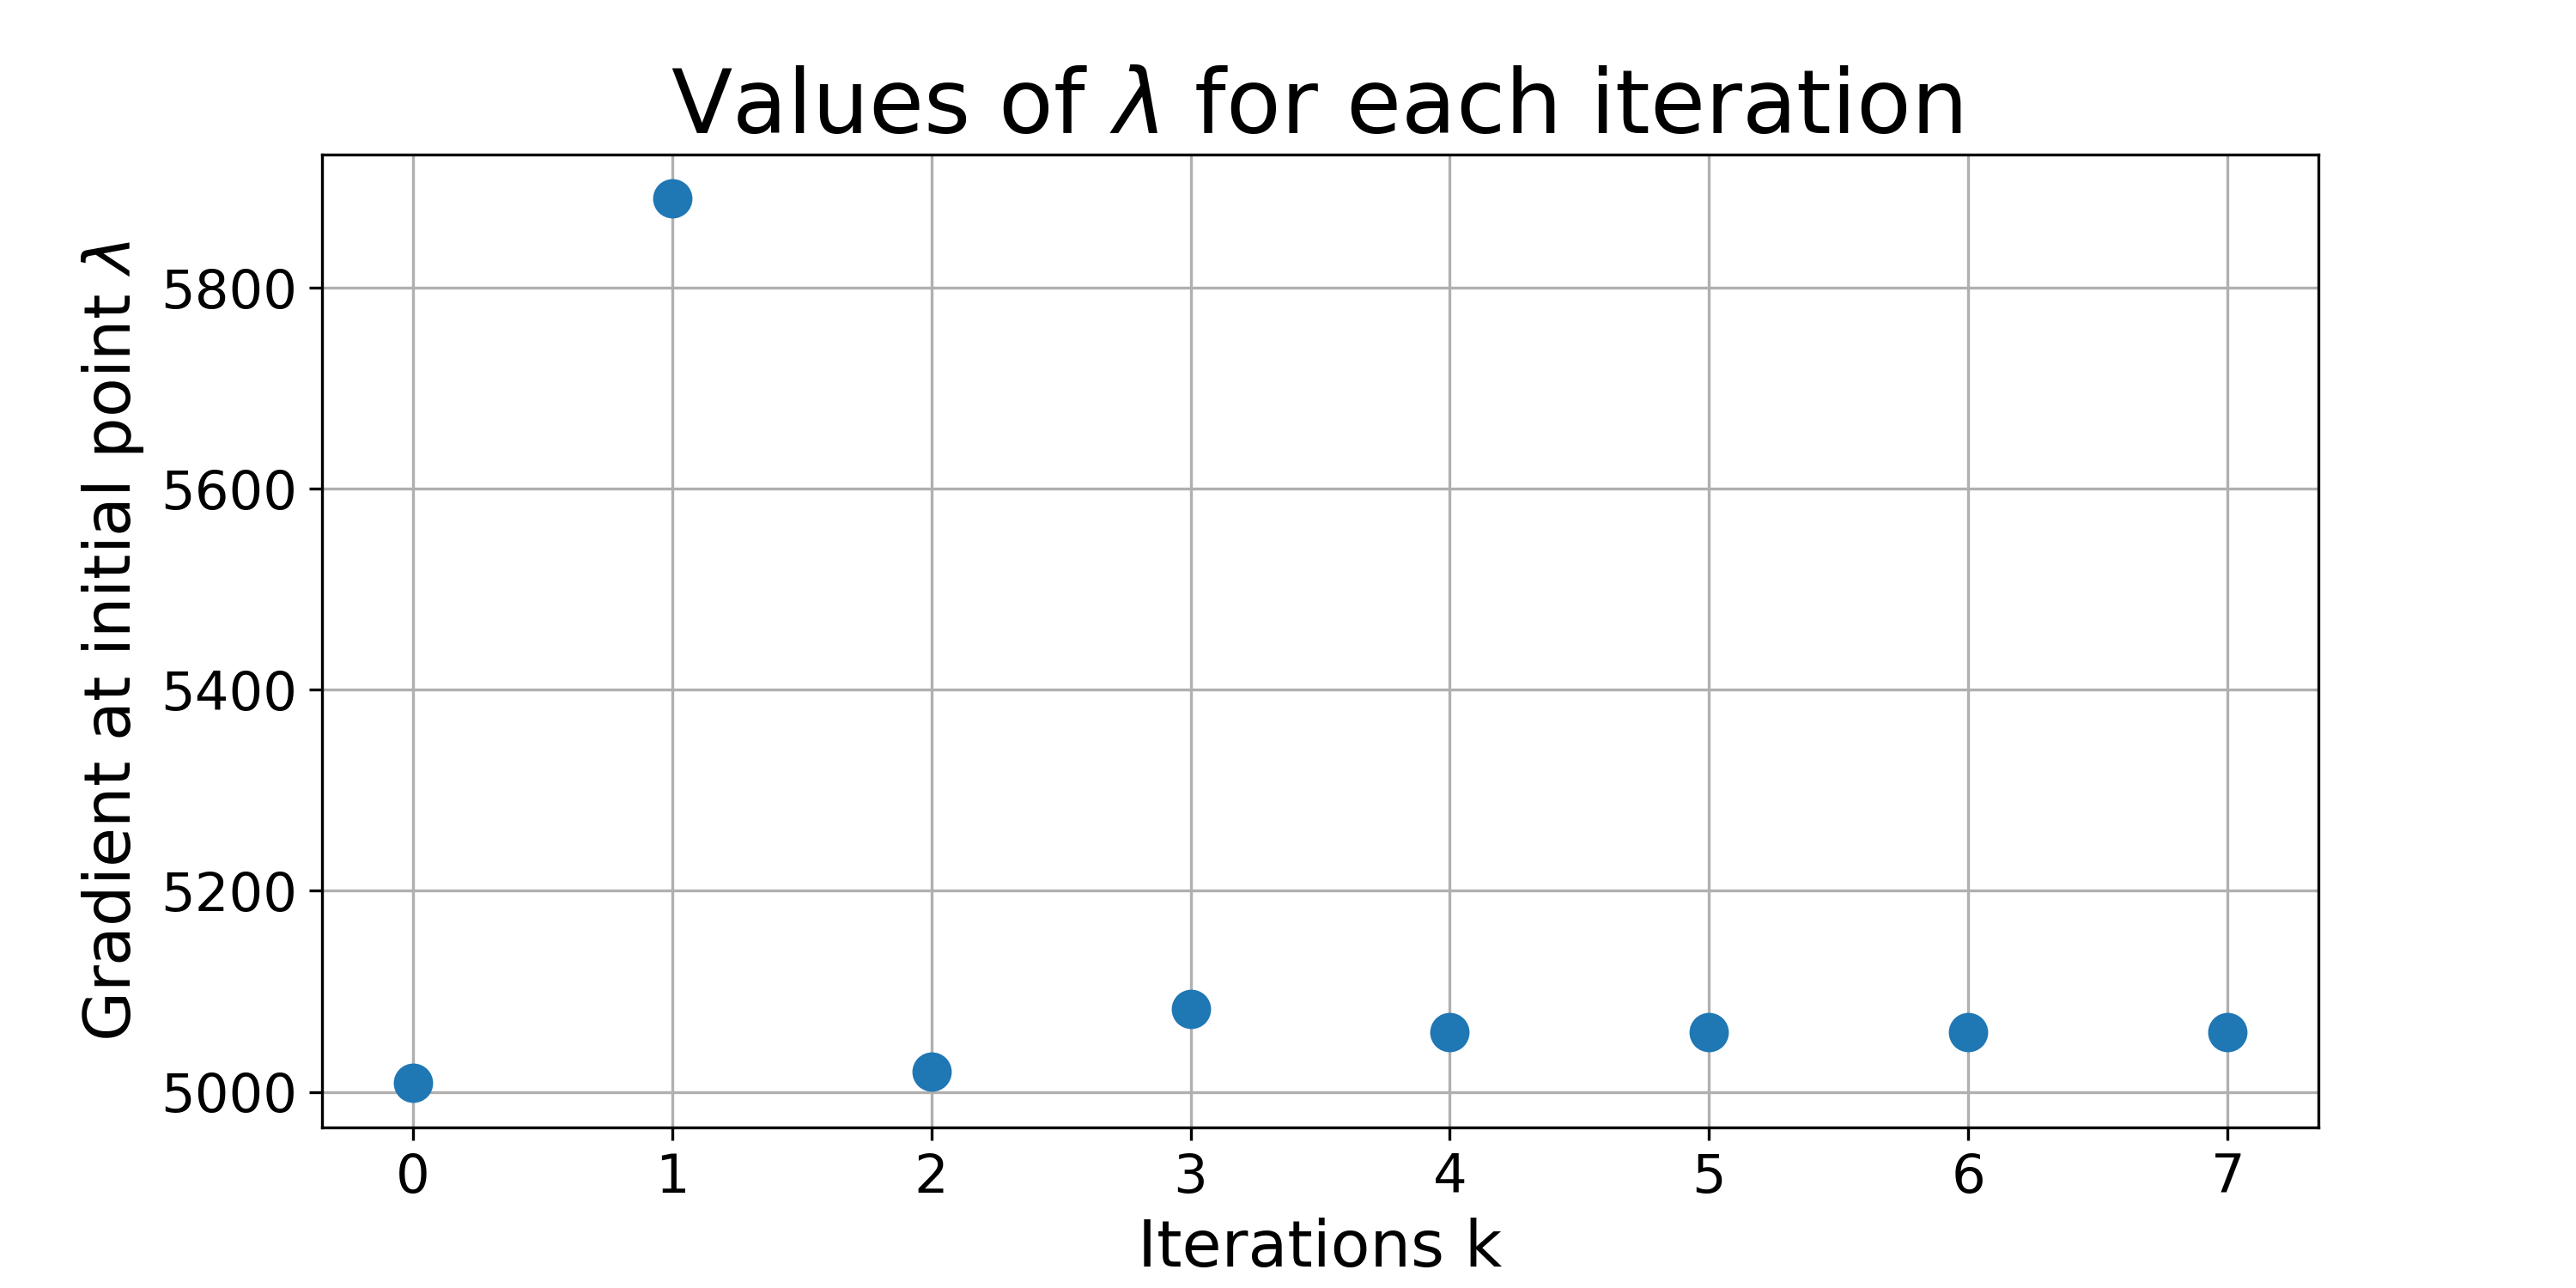 Values of λ for each iteration
Gradient at initial point λ
5800
5600
5400
5200
5000
0 1 2 3 4 5 6 7
Iterations k